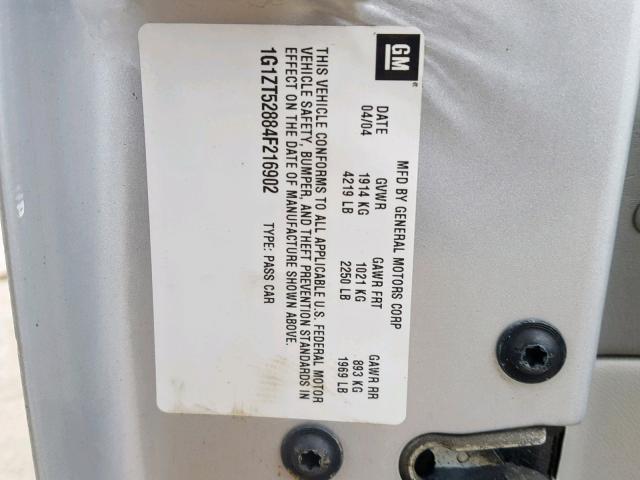 GM
®
MFD BY GENERAL MOTORS CORP
DATE GVWR GAWR FRT GAWR RR
04/04 1914 KG 1021 KG 893 KG
4219 LB 2250 LB 1969 LB
THIS VEHICLE CONFORMS TO ALL APPLICABLE U.S. FEDERAL MOTOR
VEHICLE SAFETY, BUMPER, AND THEFT PREVENTION STANDARDS IN
EFFECT ON THE DATE OF MANUFACTURE SHOWN ABOVE.
1G1ZT52884F216902 TYPE: PASS CAR